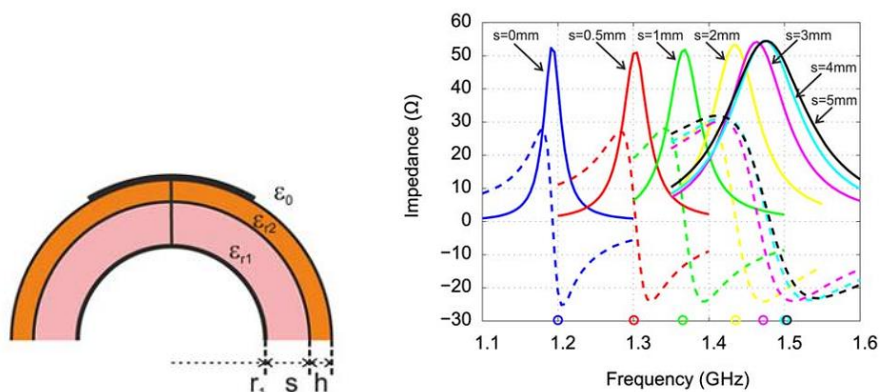 ε0
εr2
εr1
r1 s h
60
50
40
30
20
10
0
−10
−20
−30
Impedance (Ω)
s=0mm
s=0.5mm
s=1mm
s=2mm
s=3mm
s=4mm
s=5mm
1.1 1.2 1.3 1.4 1.5 1.6
Frequency (GHz)